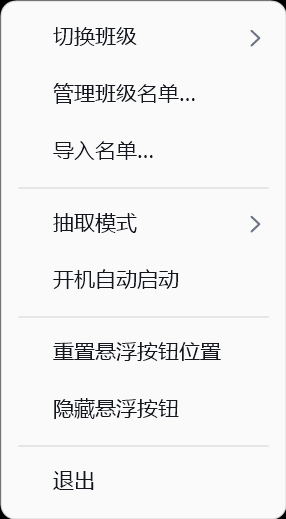 切换班级
管理班级名单...
导入名单...
抽取模式
开机自动启动
重置悬浮按钮位置
隐藏悬浮按钮
退出